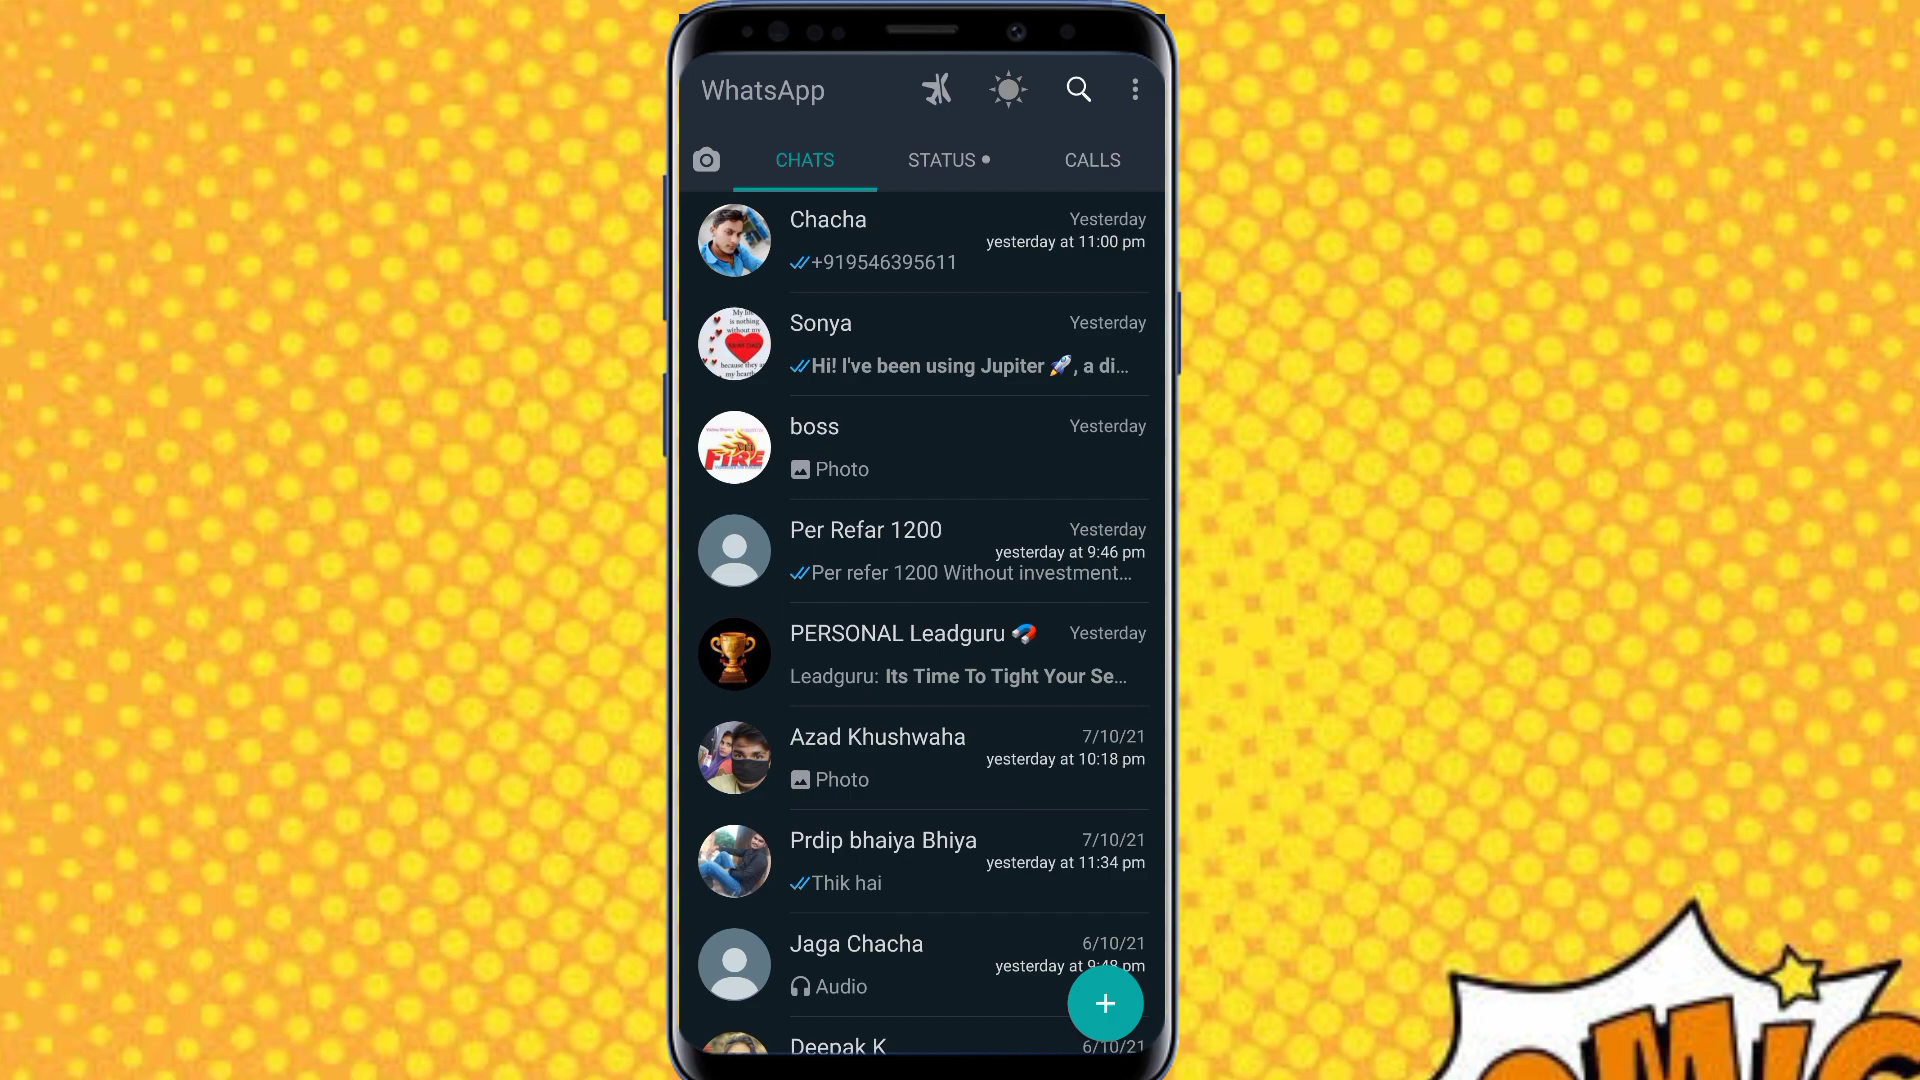 WhatsApp
CHATS
STATUS
CALLS
Chacha
Yesterday
yesterday at 11:00 pm
+919546395611
Sonya
Yesterday
Hi! I've been using Jupiter 🚀, a di...
boss
Yesterday
FIRE
Photo
Per Refar 1200
Yesterday
yesterday at 9:46 pm
Per refer 1200 Without investment...
PERSONAL Leadguru 🧲
Yesterday
Leadguru: Its Time To Tight Your Se...
Azad Khushwaha
7/10/21
yesterday at 10:18 pm
Photo
Prdip bhaiya Bhiya
7/10/21
yesterday at 11:34 pm
Thik hai
Jaga Chacha
6/10/21
yesterday at 9:48 pm
Audio
Deepak K
6/10/21